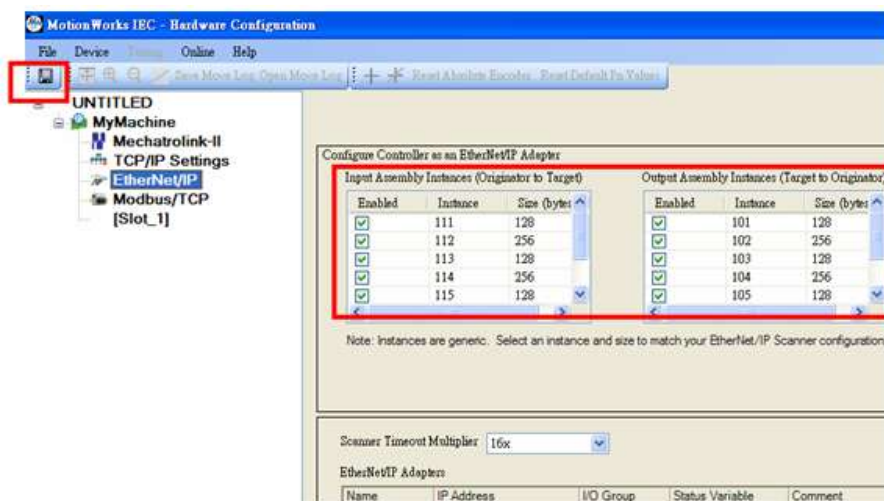 MotionWorks IEC - Hardware Configuration
File Device Online Help
Save Move Log Open Move Log Reset Absolute Encoder Reset Default Pn Values
UNTITLED
MyMachine
Mechatrolink-II
TCP/IP Settings
EtherNet/IP
Modbus/TCP
[Slot_1]
Configure Controller as an EtherNet/IP Adapter
Input Assembly Instances (Originator to Target) Output Assembly Instances (Target to Originator)
Enabled Instance Size (bytes Enabled Instance Size (bytes
111 128 101 128
112 256 102 256
113 128 103 128
114 256 104 256
115 128 105 128
Note: Instances are generic. Select an instance and size to match your EtherNet/IP Scanner configuration
Scanner Timeout Multiplier 16x
EtherNet/IP Adapters
Name IP Address I/O Group Status Variable Comment